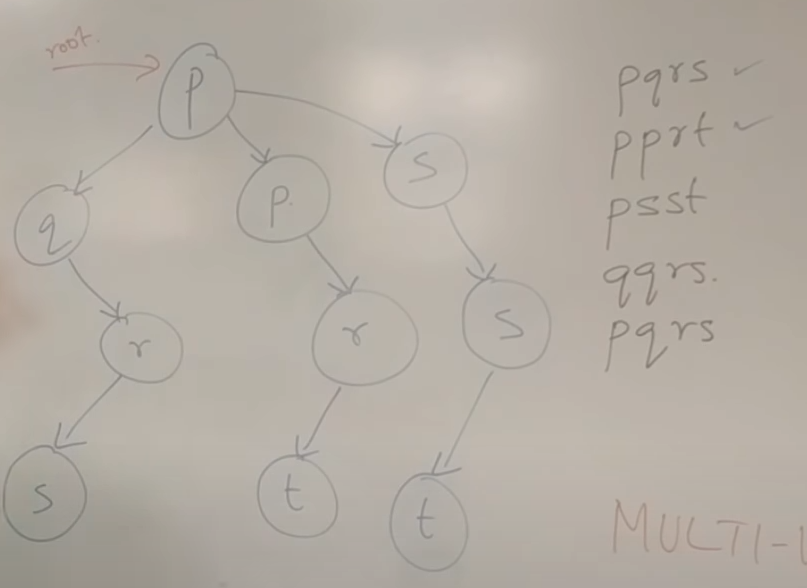 root.
p
q
p.
s
r
r
s
s
t
t
pqrs ✓
pprt ✓
psst
qqrs.
pqrs
MULTI-